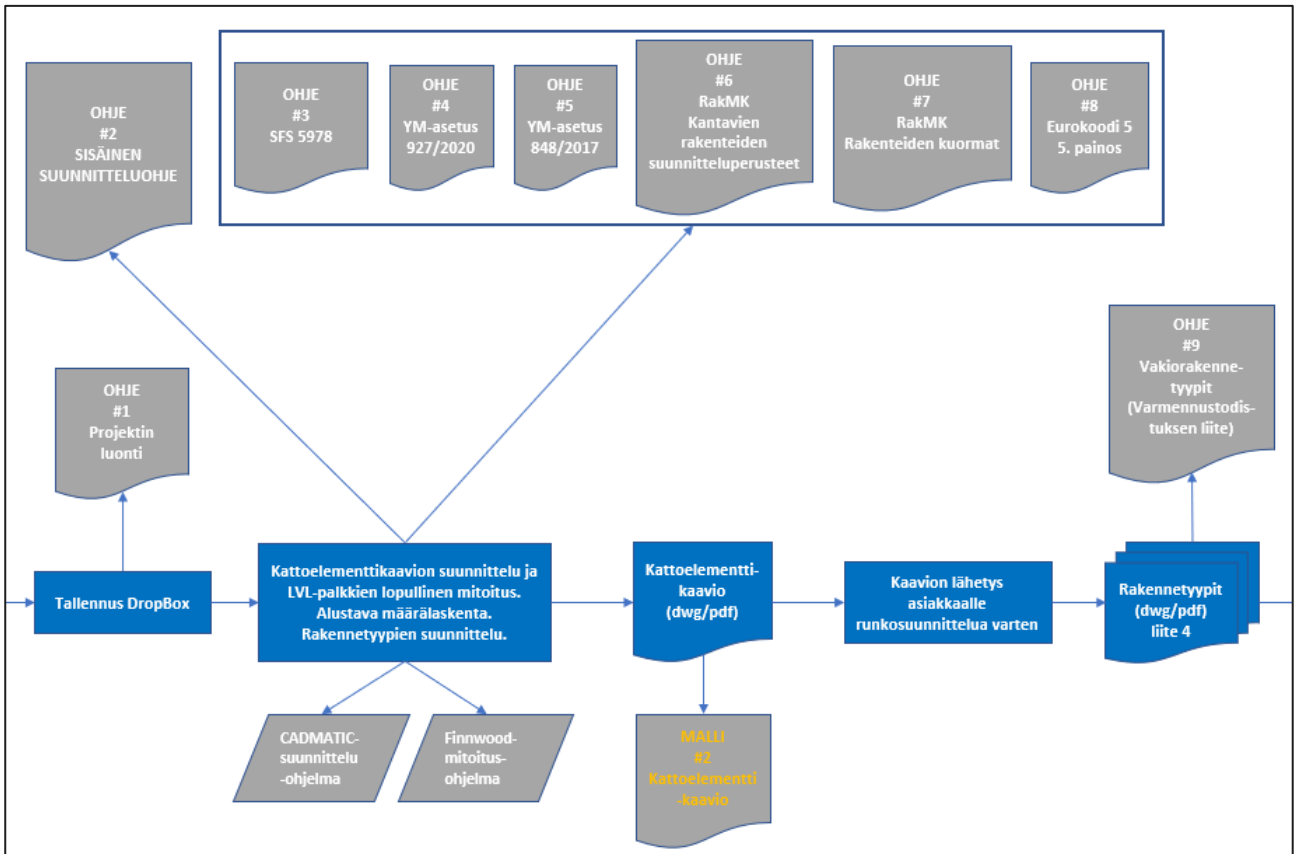 OHJE
#2
SISÄINEN
SUUNNITTELUOHJE
OHJE
#3
SFS 5978
OHJE
#4
YM-asetus
927/2020
OHJE
#5
YM-asetus
848/2017
OHJE
#6
RakMK
Kantavien
rakenteiden
suunnitteluperusteet
OHJE
#7
RakMK
Rakenteiden kuormat
OHJE
#8
Eurokoodi 5
5. painos
OHJE
#1
Projektin
luonti
OHJE
#9
Vakiorakenne-
tyypit
(Varmennustodis-
tuksen liite)
Tallennus DropBox
Kattoelementtikaavion suunnittelu ja
LVL-palkkien lopullinen mitoitus.
Alustava määrälaskenta.
Rakennetyypien suunnittelu.
Kattoelementti-
kaavio
(dwg/pdf)
Kaavion lähetys
asiakkaalle
runkosuunnittelua varten
Rakennetyypit
(dwg/pdf)
liite 4
CADMATIC-
suunnittelu
-ohjelma
Finnwood-
mitoitus-
ohjelma
MALLI
#2
Kattoelementti
-kaavio